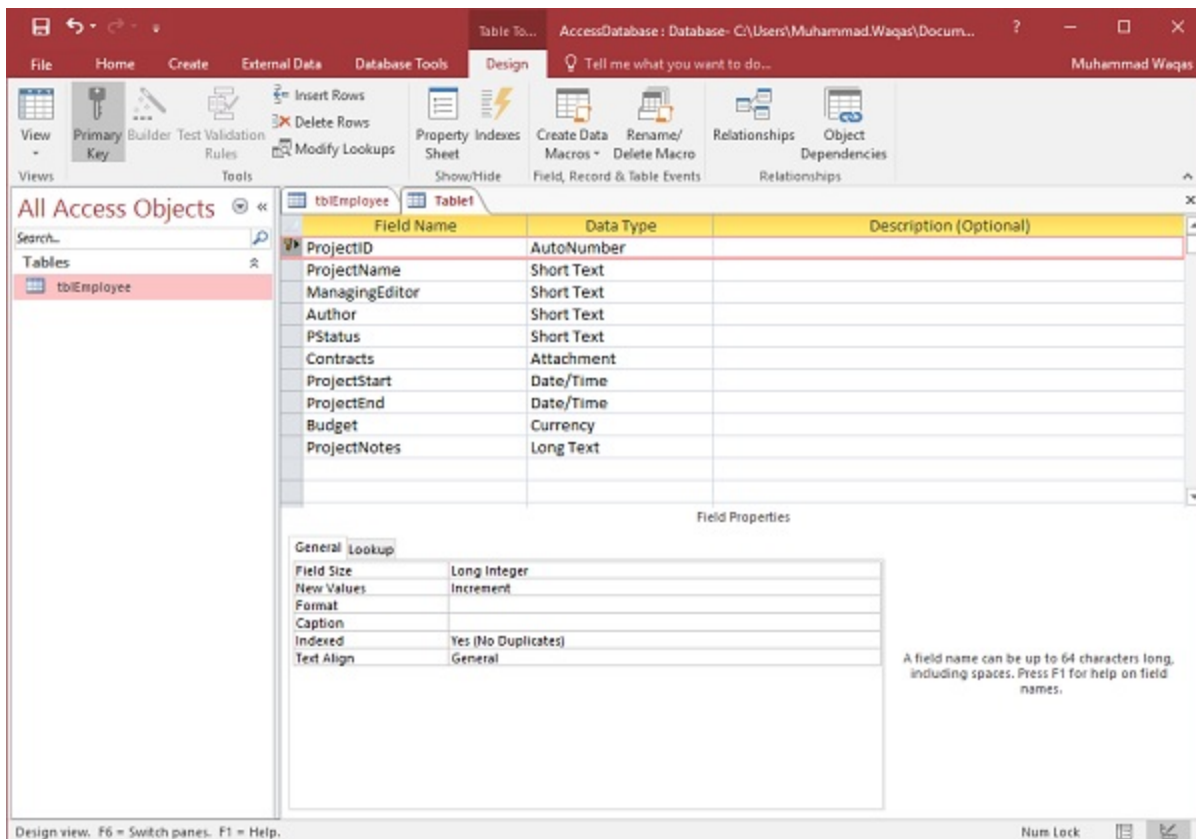 Table To...
AccessDatabase : Database- C:\Users\Muhammad.Waqas\Docum...
?
File Home Create External Data Database Tools Design Tell me what you want to do... Muhammad Waqas
View
Primary Key
Builder
Test Validation Rules
Insert Rows
Delete Rows
Modify Lookups
Property Sheet
Indexes
Create Data Macros
Rename/ Delete Macro
Relationships
Object Dependencies
Views Tools Show/Hide Field, Record & Table Events Relationships
All Access Objects
Search...
Tables
tblEmployee
tblEmployee Table1
Field Name Data Type Description (Optional)
ProjectID AutoNumber
ProjectName Short Text
ManagingEditor Short Text
Author Short Text
PStatus Short Text
Contracts Attachment
ProjectStart Date/Time
ProjectEnd Date/Time
Budget Currency
ProjectNotes Long Text
Field Properties
General Lookup
Field Size Long Integer
New Values Increment
Format
Caption
Indexed Yes (No Duplicates)
Text Align General
A field name can be up to 64 characters long,
including spaces. Press F1 for help on field
names.
Design view. F6 = Switch panes. F1 = Help. Num Lock